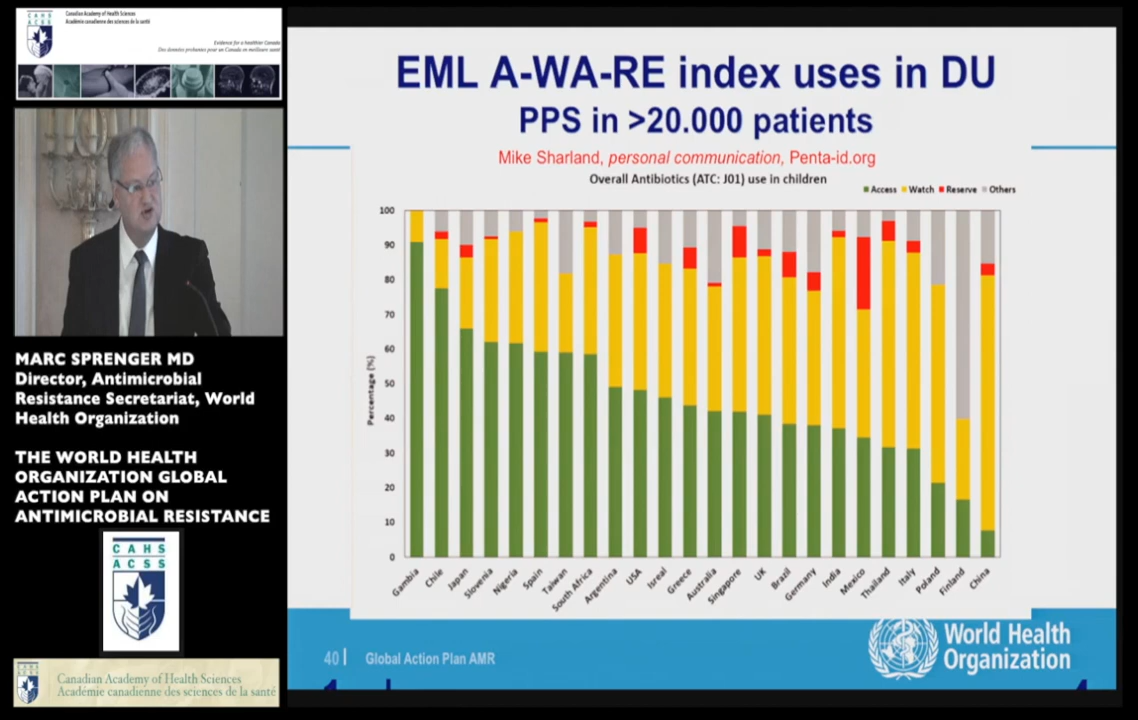 Canadian Academy of Health Sciences
Académie canadienne des sciences de la santé
Evidence for a healthier Canada
Des données probantes pour un Canada en meilleure santé
MARC SPRENGER MD
Director, Antimicrobial
Resistance Secretariat, World
Health Organization
THE WORLD HEALTH
ORGANIZATION GLOBAL
ACTION PLAN ON
ANTIMICROBIAL RESISTANCE
CAHS
ACSS
Canadian Academy of Health Sciences
Académie canadienne des sciences de la santé
EML A-WA-RE index uses in DU
PPS in >20.000 patients
Mike Sharland, personal communication, Penta-id.org
Overall Antibiotics (ATC: J01) use in children
Access Watch Reserve Others
Percentage (%)
100
90
80
70
60
50
40
30
20
10
0
Gambia
Chile
Japan
Slovenia
Nigeria
Spain
Taiwan
South Africa
Argentina
USA
Isreal
Greece
Australia
Singapore
UK
Brazil
Germany
India
Mexico
Thailand
Italy
Poland
Finland
China
40 Global Action Plan AMR
World Health
Organization